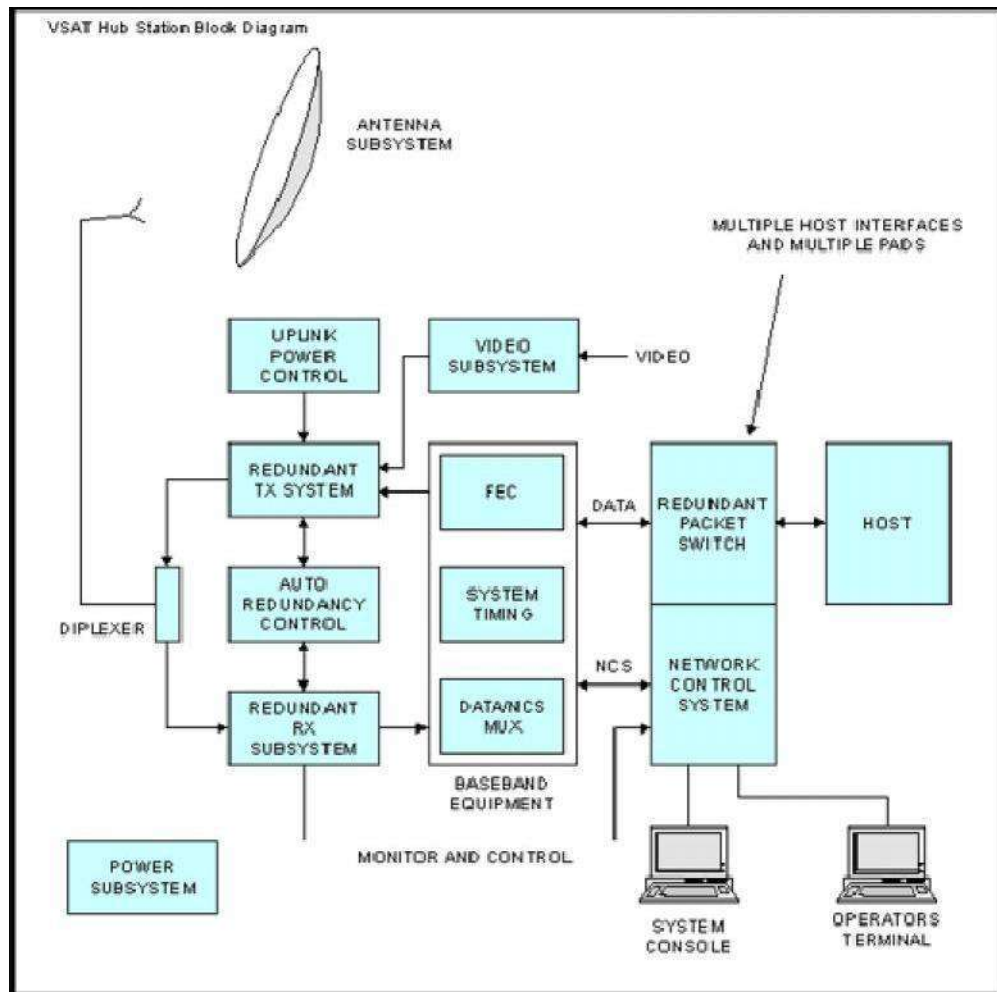 VSAT Hub Station Block Diagram
ANTENNA
SUBSYSTEM
MULTIPLE HOST INTERFACES
AND MULTIPLE PADS
UPLINK
POWER
CONTROL
VIDEO
SUBSYSTEM
VIDEO
REDUNDANT
TX SYSTEM
FEC
DATA
REDUNDANT
PACKET
SWITCH
HOST
AUTO
REDUNDANCY
CONTROL
SYSTEM
TIMING
DIPLEXER
NCS
NETWORK
CONTROL
SYSTEM
REDUNDANT
RX
SUBSYSTEM
DATA/NCS
MUX
BASEBAND
EQUIPMENT
MONITOR AND CONTROL
POWER
SUBSYSTEM
SYSTEM
CONSOLE
OPERATORS
TERMINAL